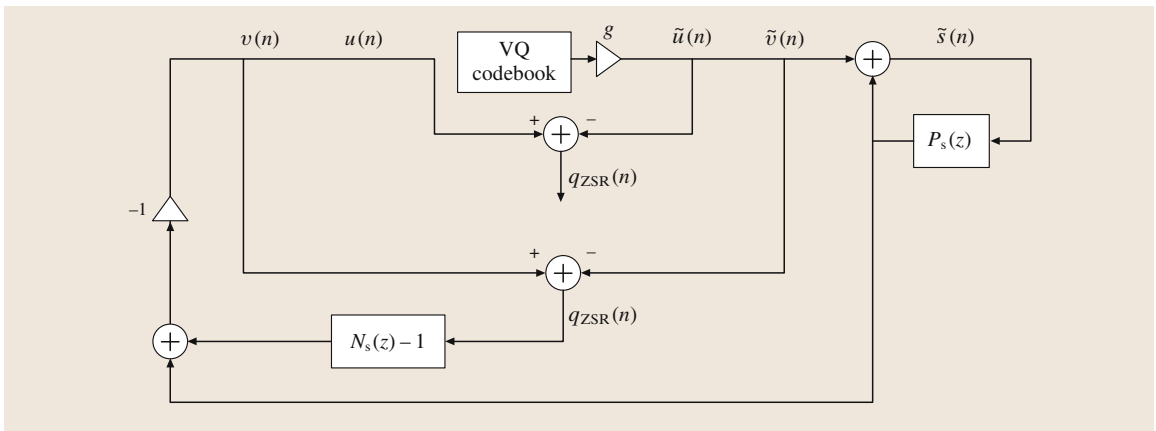 v(n) u(n) VQ codebook g ũ(n) ṽ(n) s̃(n)
+ + − +
P_s(z)
q_ZSR(n)
−1
+ + −
q_ZSR(n)
+ N_s(z) − 1